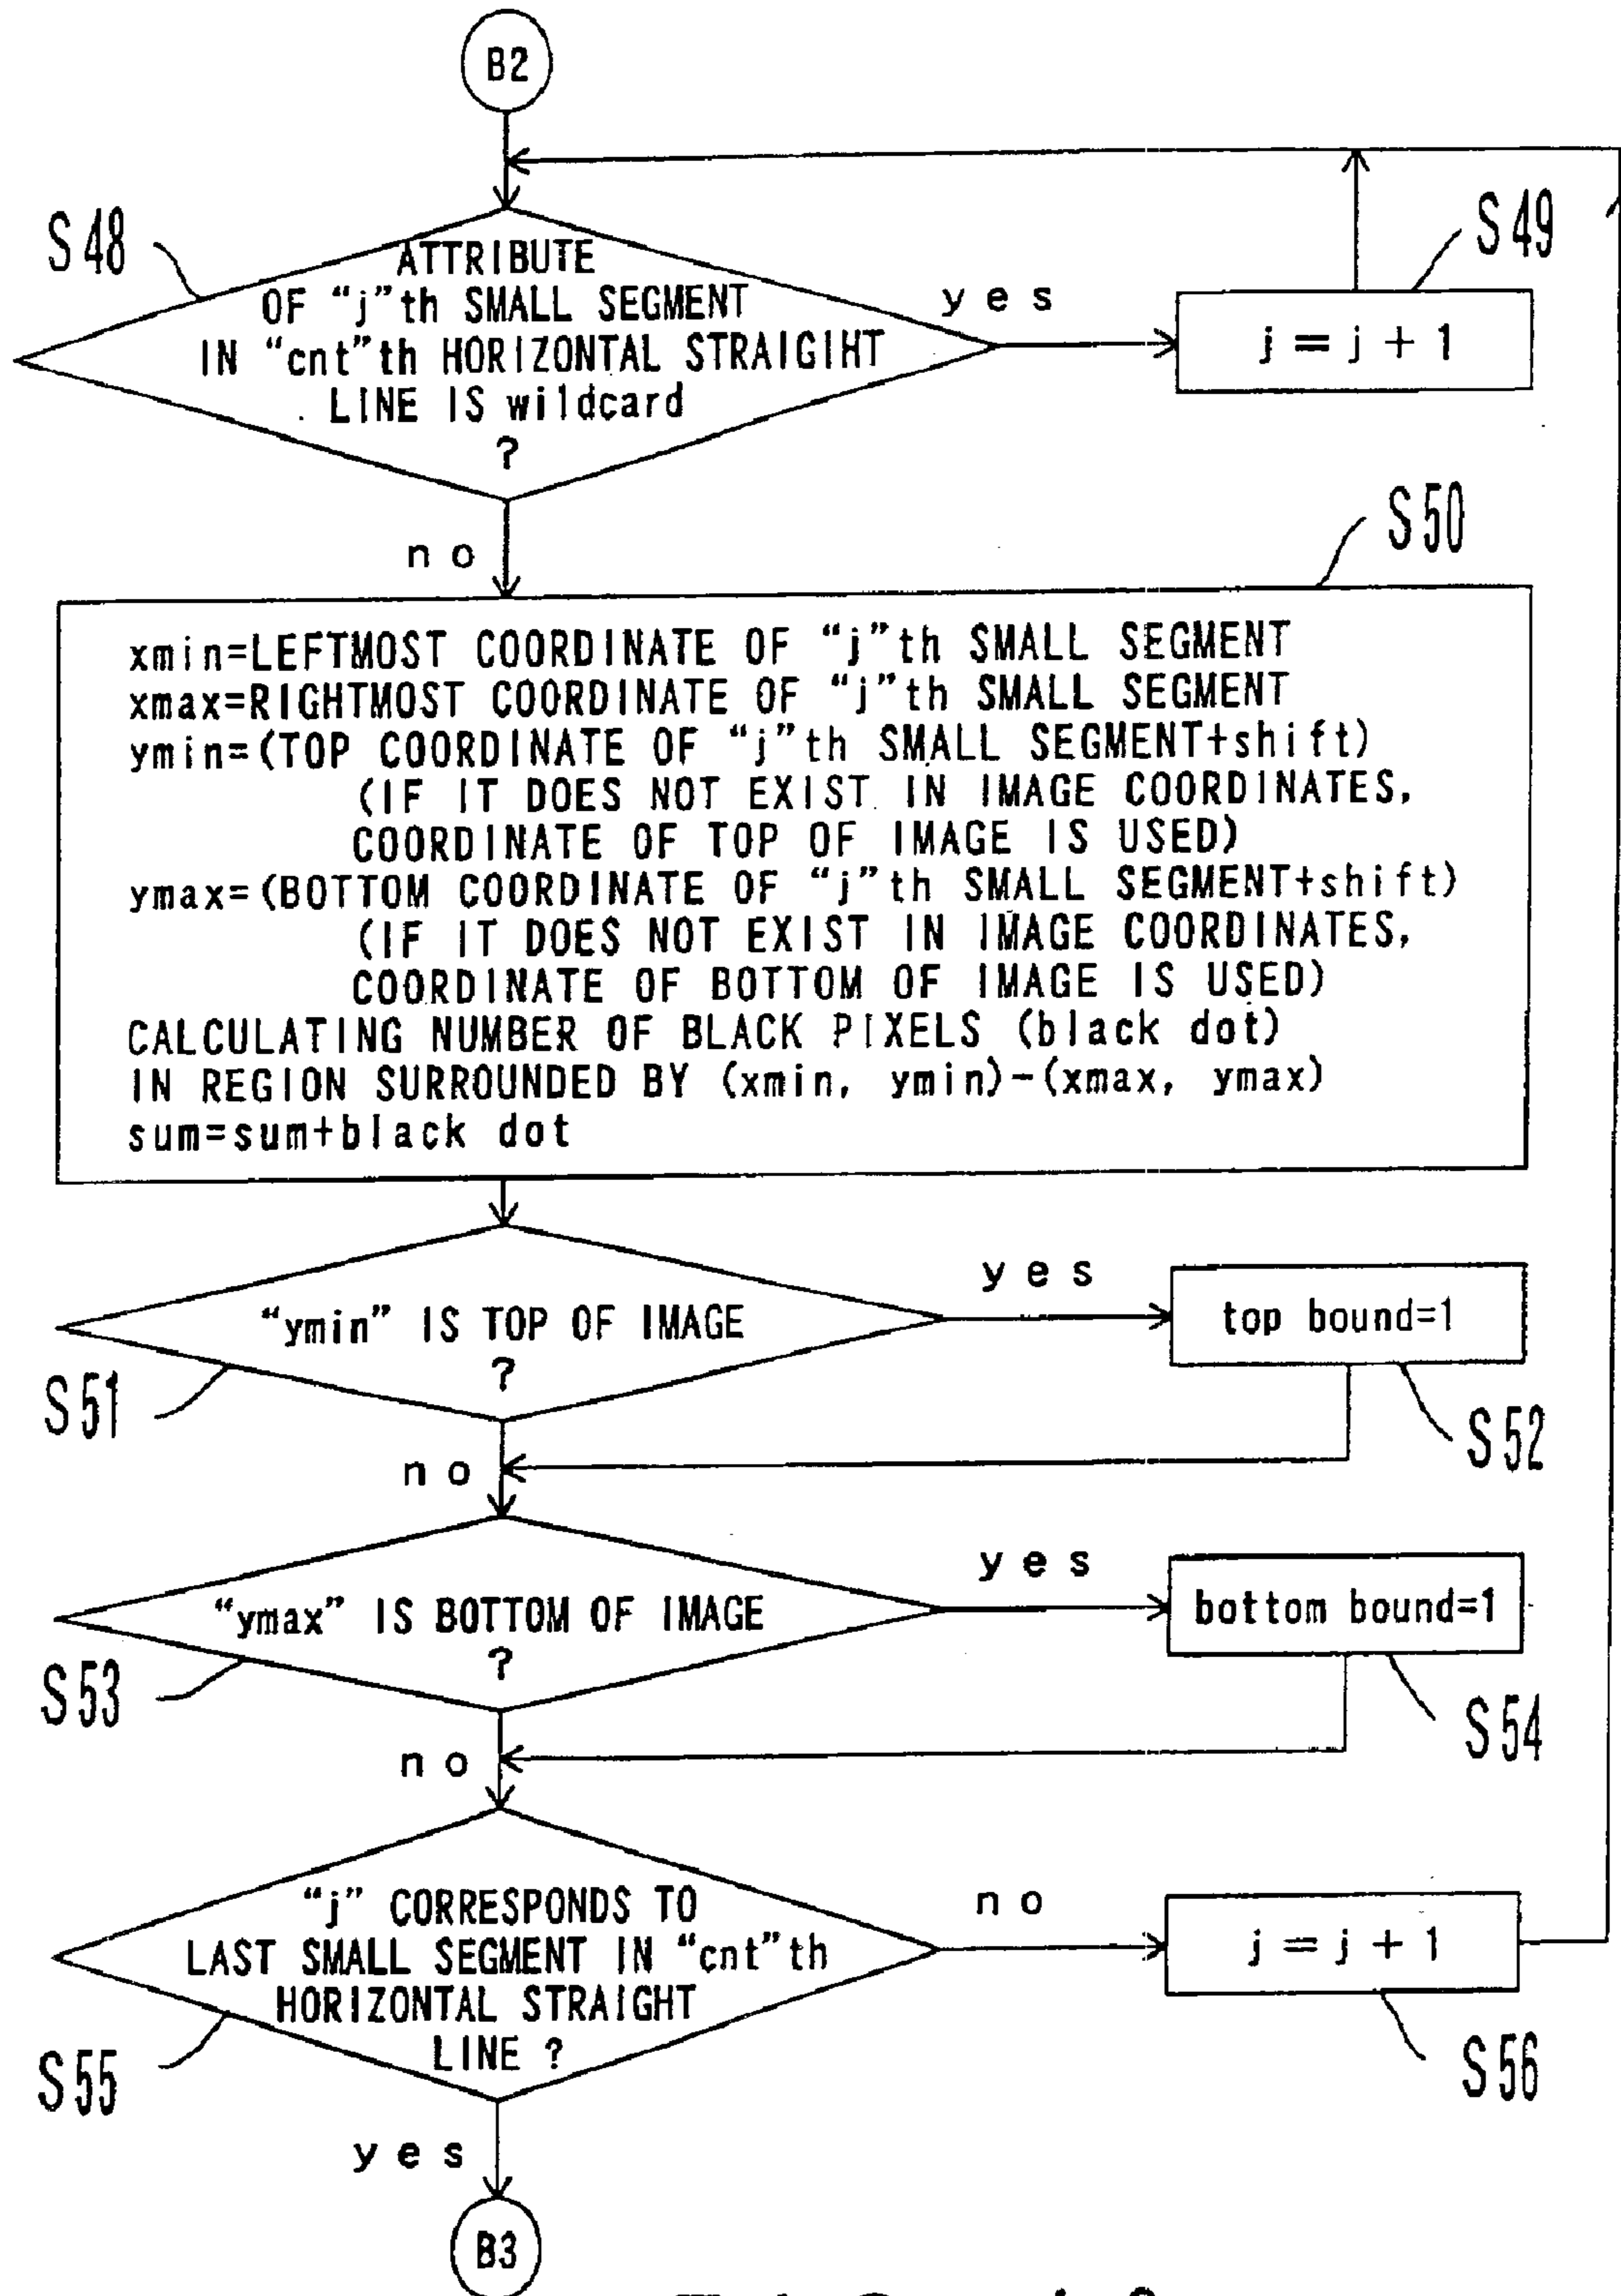 B2
S48
ATTRIBUTE
OF “j”th SMALL SEGMENT
IN “cnt”th HORIZONTAL STRAIGIHT
LINE IS wildcard
?
yes
S49
j = j + 1
no
S50
xmin=LEFTMOST COORDINATE OF “j”th SMALL SEGMENT
xmax=RIGHTMOST COORDINATE OF “j”th SMALL SEGMENT
ymin=(TOP COORDINATE OF “j”th SMALL SEGMENT+shift)
(IF IT DOES NOT EXIST IN IMAGE COORDINATES,
COORDINATE OF TOP OF IMAGE IS USED)
ymax=(BOTTOM COORDINATE OF “j”th SMALL SEGMENT+shift)
(IF IT DOES NOT EXIST IN IMAGE COORDINATES,
COORDINATE OF BOTTOM OF IMAGE IS USED)
CALCULATING NUMBER OF BLACK PIXELS (black dot)
IN REGION SURROUNDED BY (xmin, ymin)-(xmax, ymax)
sum=sum+black dot
“ymin” IS TOP OF IMAGE
?
yes
top bound=1
S51
S52
no
“ymax” IS BOTTOM OF IMAGE
?
yes
bottom bound=1
S53
S54
no
“j” CORRESPONDS TO
LAST SMALL SEGMENT IN “cnt”th
HORIZONTAL STRAIGHT
LINE ?
no
j = j + 1
S55
S56
yes
B3